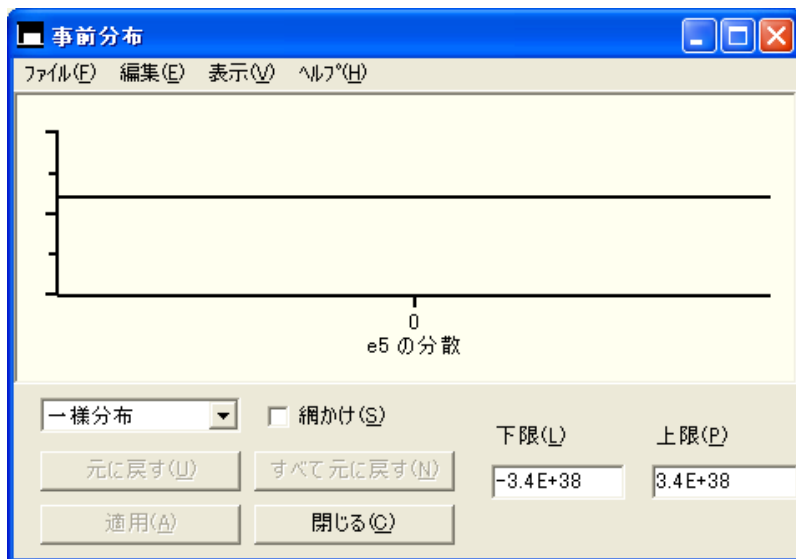 事前分布
ファイル(F) 編集(E) 表示(V) ヘルプ(H)
0
e5 の分散
一様分布
網かけ(S)
下限(L)
上限(P)
元に戻す(U)
すべて元に戻す(N)
-3.4E+38
3.4E+38
適用(A)
閉じる(C)